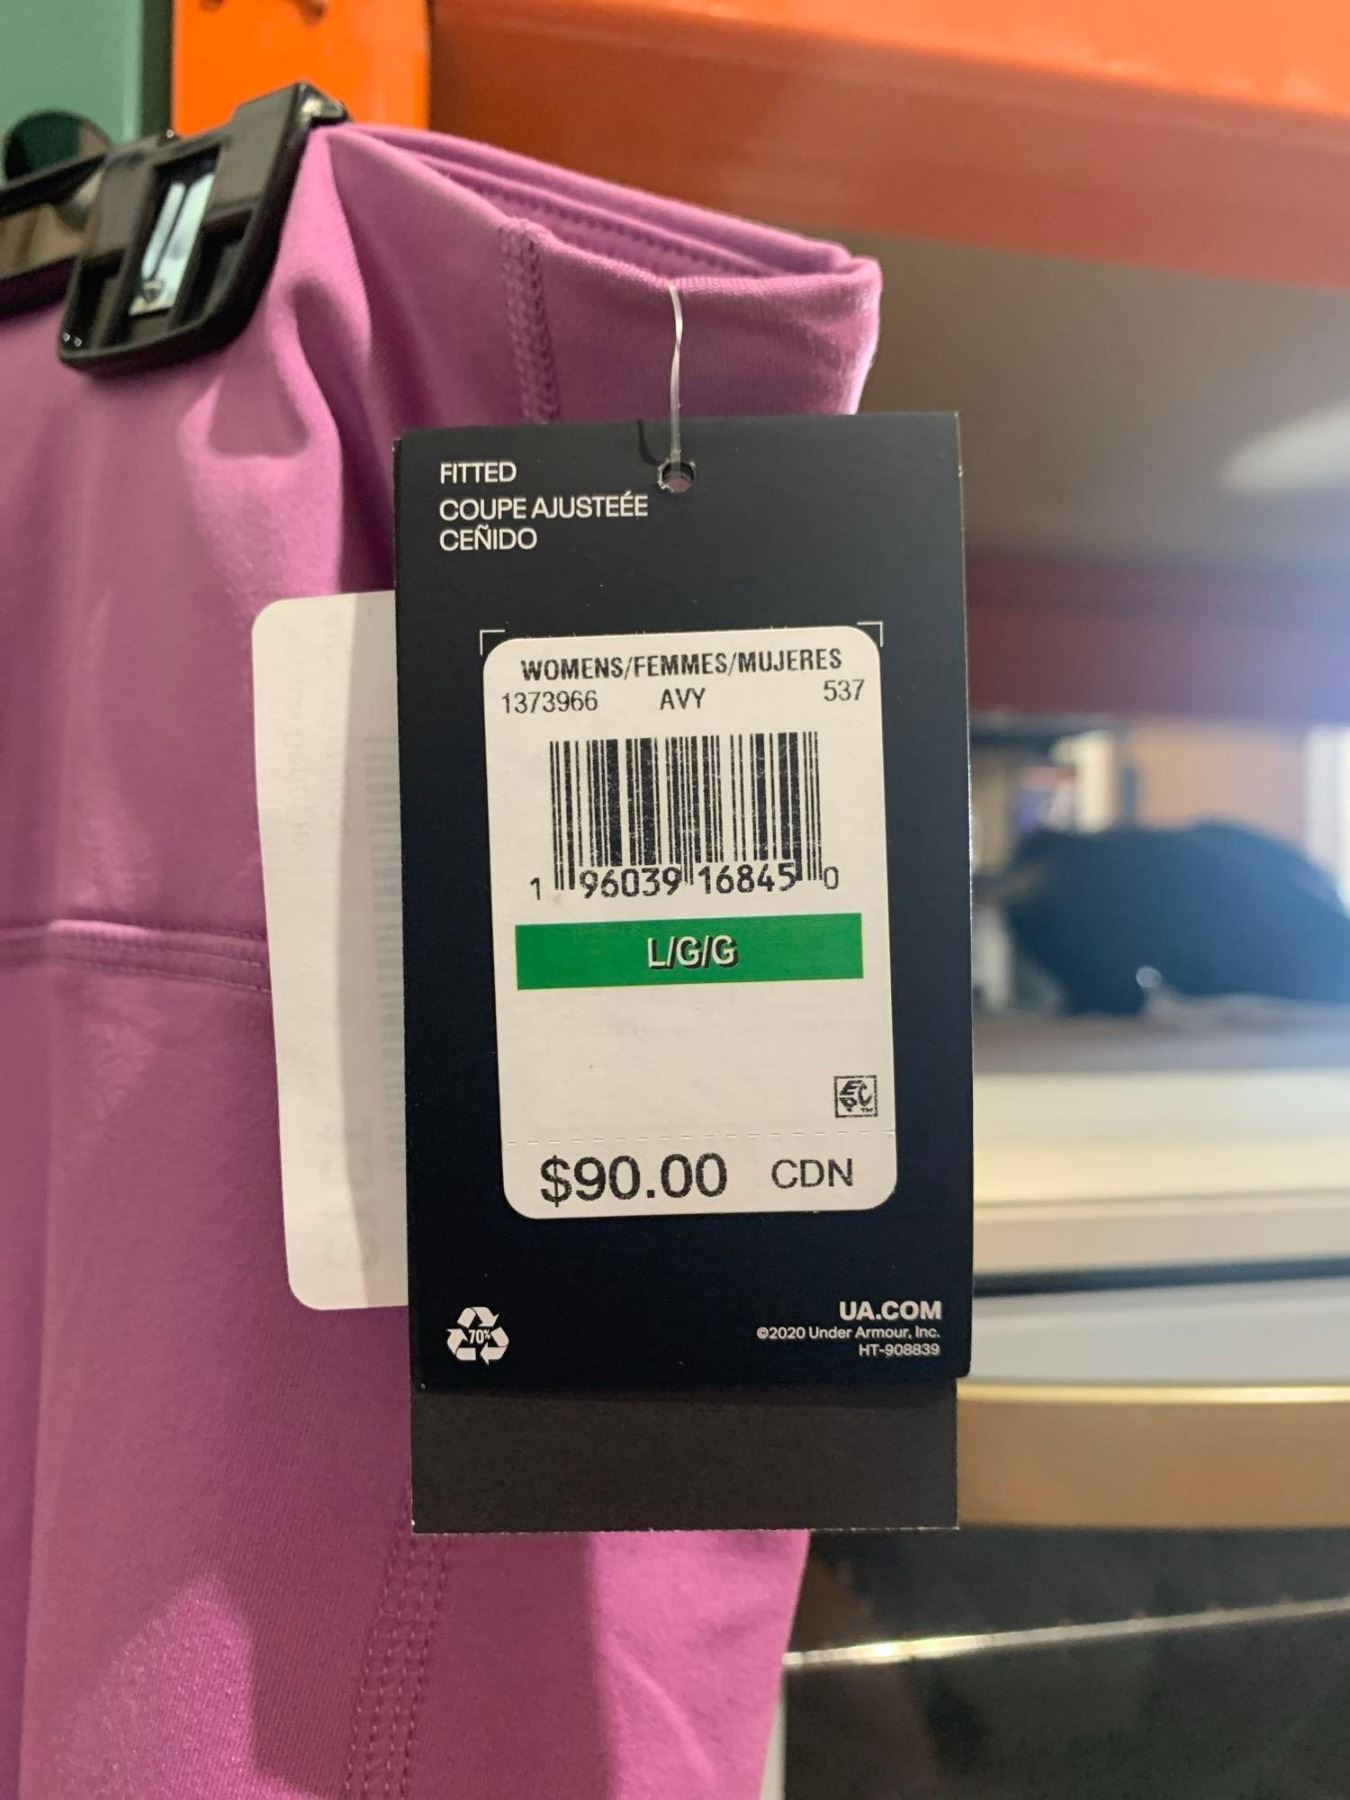 FITTED
COUPE AJUSTEÉE
CEÑIDO
WOMENS/FEMMES/MUJERES
1373966 AVY 537
1 96039 16845 0
L/G/G
EPC
$90.00 CDN
70%
UA.COM
©2020 Under Armour, Inc.
HT-908839